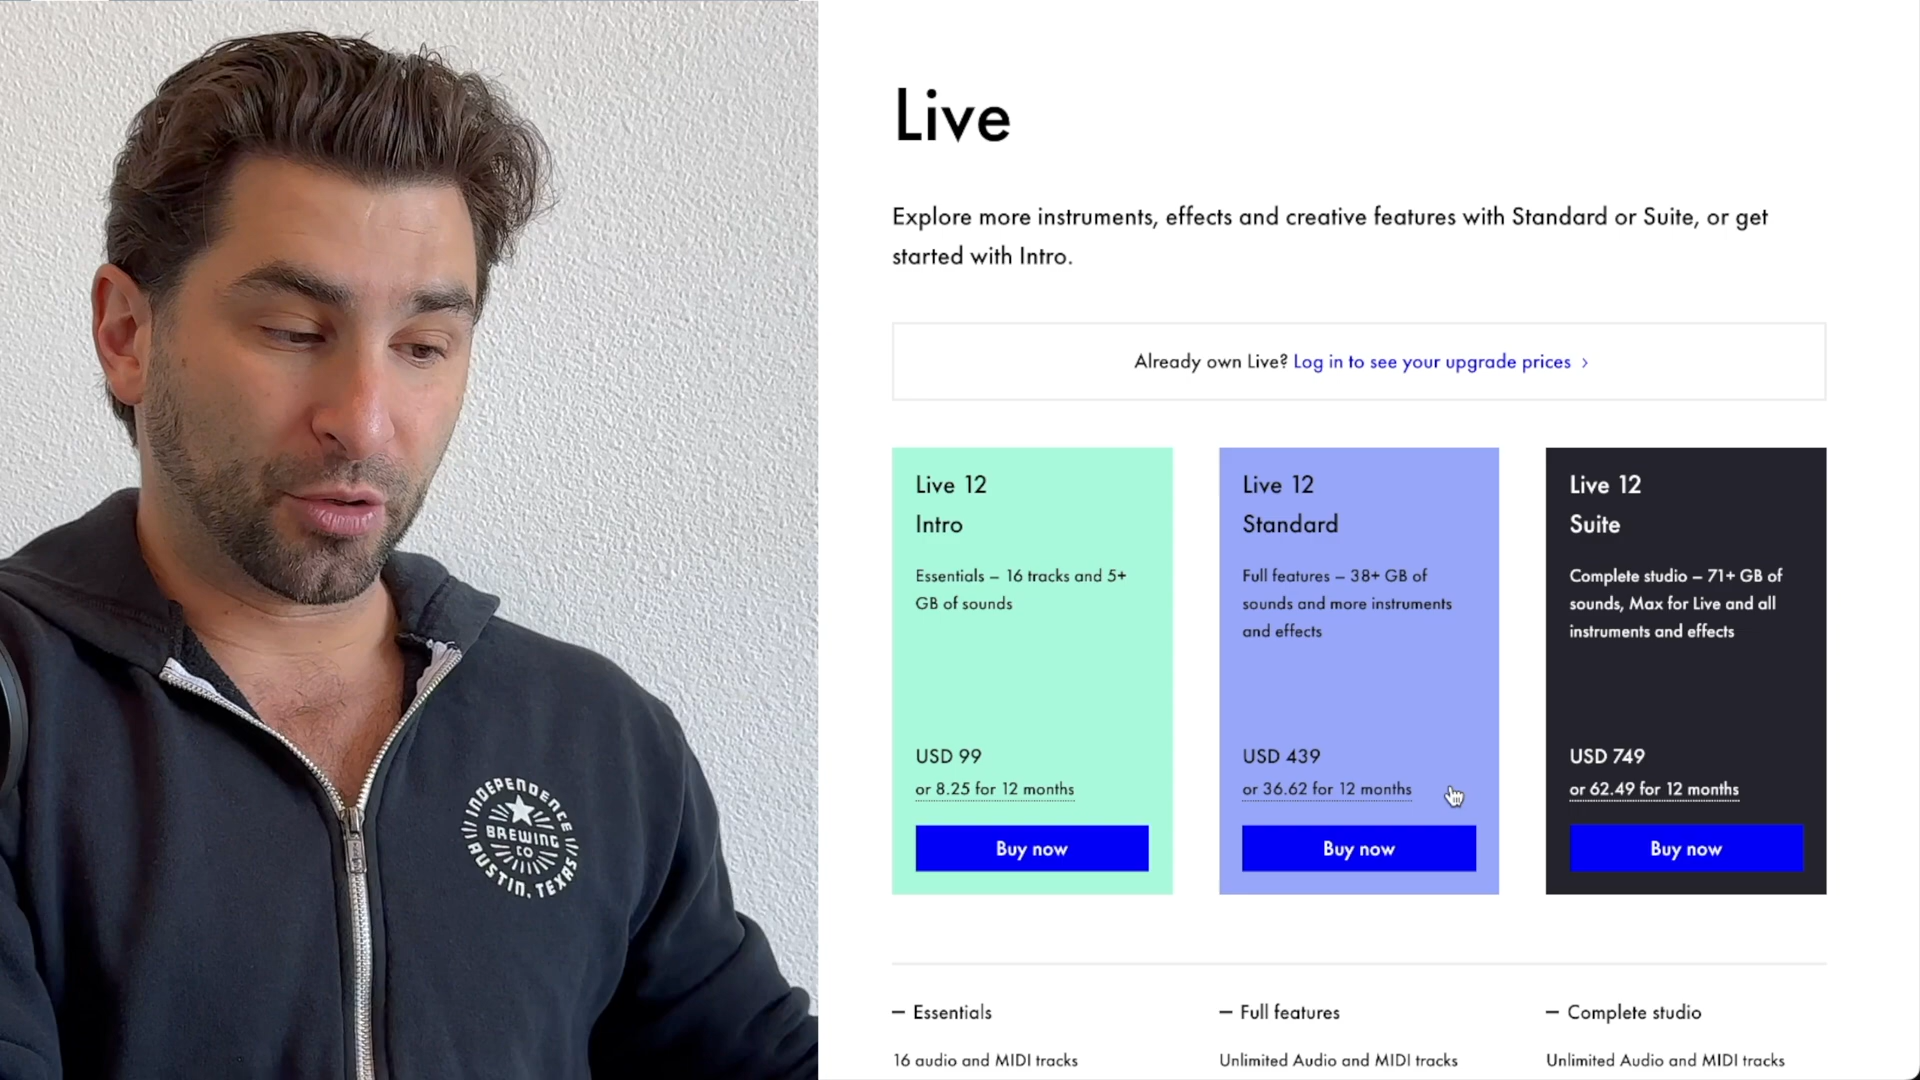 INDEPENDENCE
BREWING
CO
AUSTIN, TEXAS
Live
Explore more instruments, effects and creative features with Standard or Suite, or get
started with Intro.
Already own Live? Log in to see your upgrade prices ›
Live 12
Intro
Essentials – 16 tracks and 5+
GB of sounds
USD 99
or 8.25 for 12 months
Buy now
Live 12
Standard
Full features – 38+ GB of
sounds and more instruments
and effects
USD 439
or 36.62 for 12 months
Buy now
Live 12
Suite
Complete studio – 71+ GB of
sounds, Max for Live and all
instruments and effects
USD 749
or 62.49 for 12 months
Buy now
– Essentials
16 audio and MIDI tracks
– Full features
Unlimited Audio and MIDI tracks
– Complete studio
Unlimited Audio and MIDI tracks